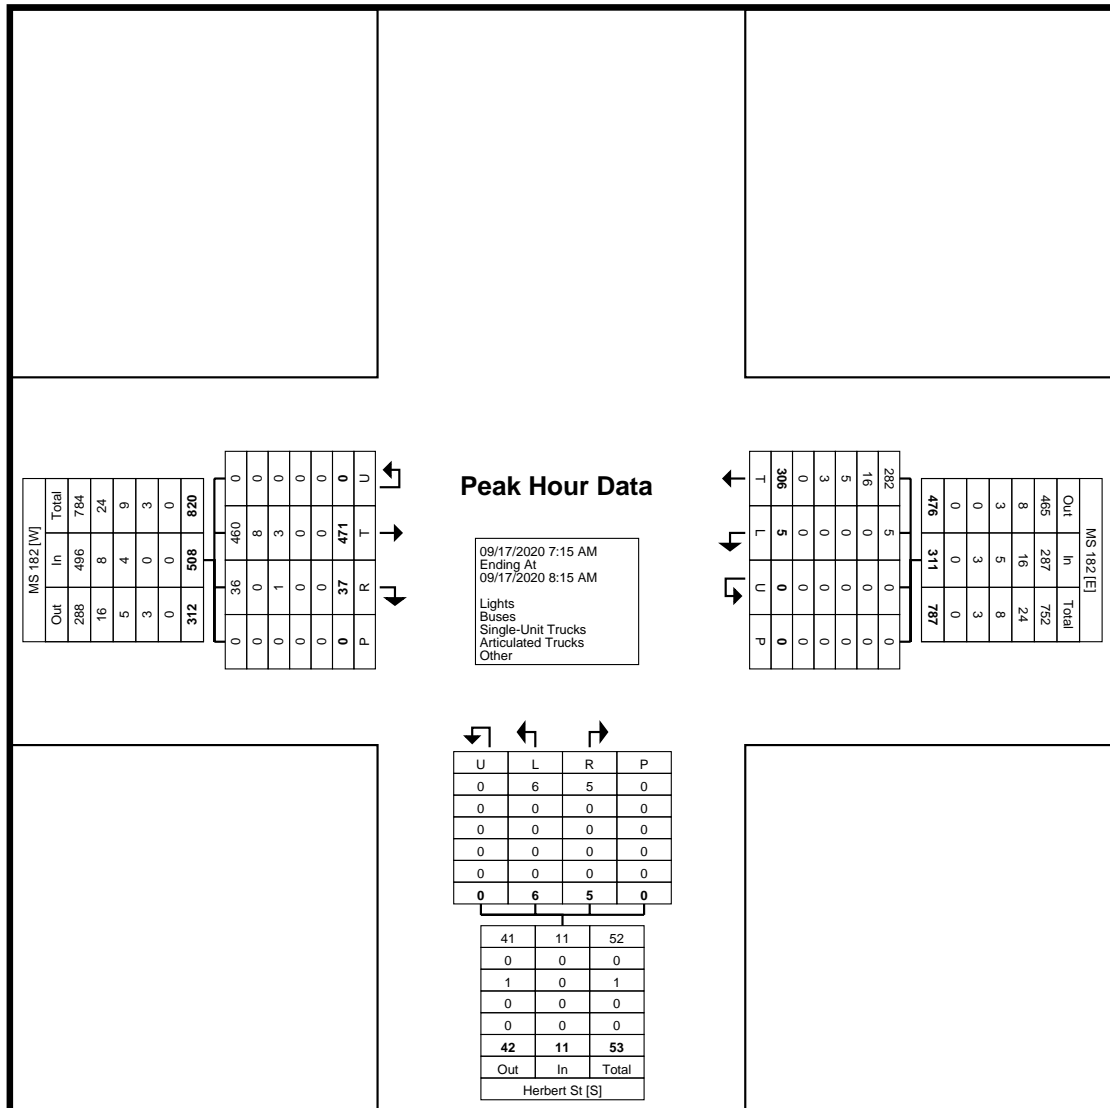 Peak Hour Data
09/17/2020 7:15 AM
Ending At
09/17/2020 8:15 AM
Lights
Buses
Single-Unit Trucks
Articulated Trucks
Other
MS 182 [W]
Total 784 24 9 3 0 820
In 496 8 4 0 0 508
Out 288 16 5 3 0 312
0 0 0 0 0 0 U
460 8 3 0 0 471 T
36 0 1 0 0 37 R
0 0 0 0 0 0 P
T 306 0 3 5 16 282
L 5 0 0 0 0 5
U 0 0 0 0 0 0
P 0 0 0 0 0 0
MS 182 [E]
Out In Total
465 287 752
8 16 24
3 5 8
0 3 3
0 0 0
476 311 787
U L R P
0 6 5 0
0 0 0 0
0 0 0 0
0 0 0 0
0 0 0 0
0 6 5 0
41 11 52
0 0 0
1 0 1
0 0 0
0 0 0
42 11 53
Out In Total
Herbert St [S]